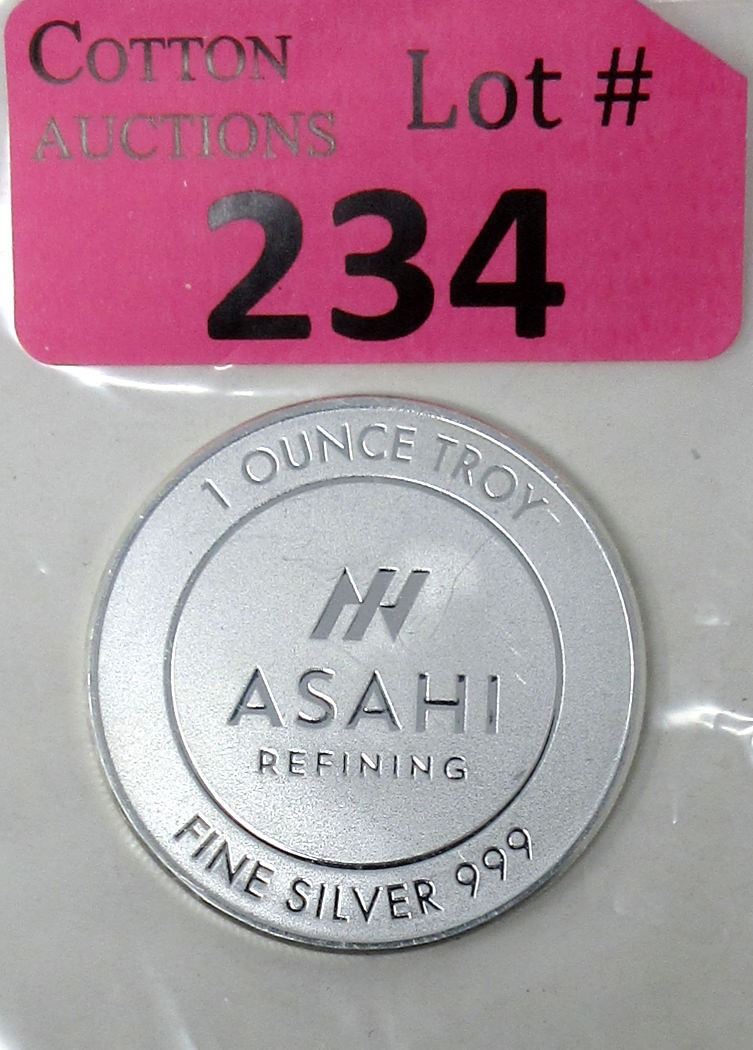 COTTON
AUCTIONS
Lot #
234
1 OUNCE TROY
ASAHI
REFINING
FINE SILVER 999